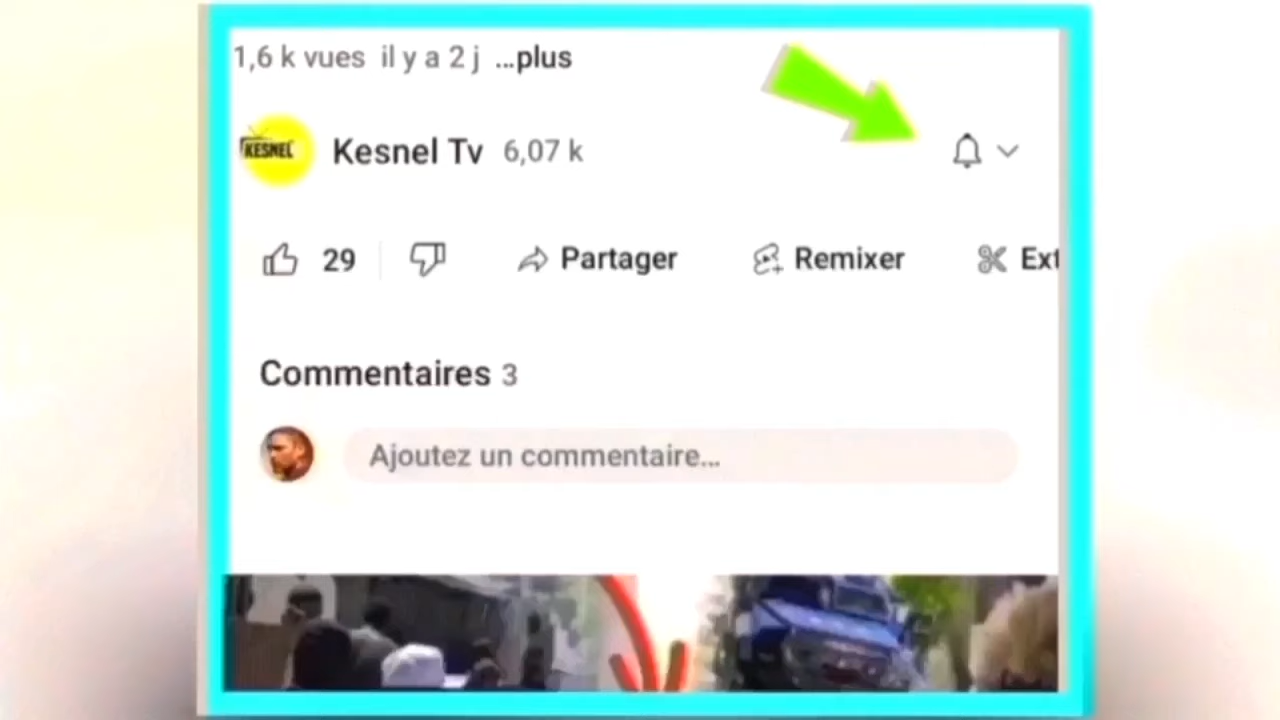 1,6 k vues il y a 2 j ...plus
KESNEL
Kesnel Tv 6,07 k
29 Partager Remixer Ext
Commentaires 3
Ajoutez un commentaire...